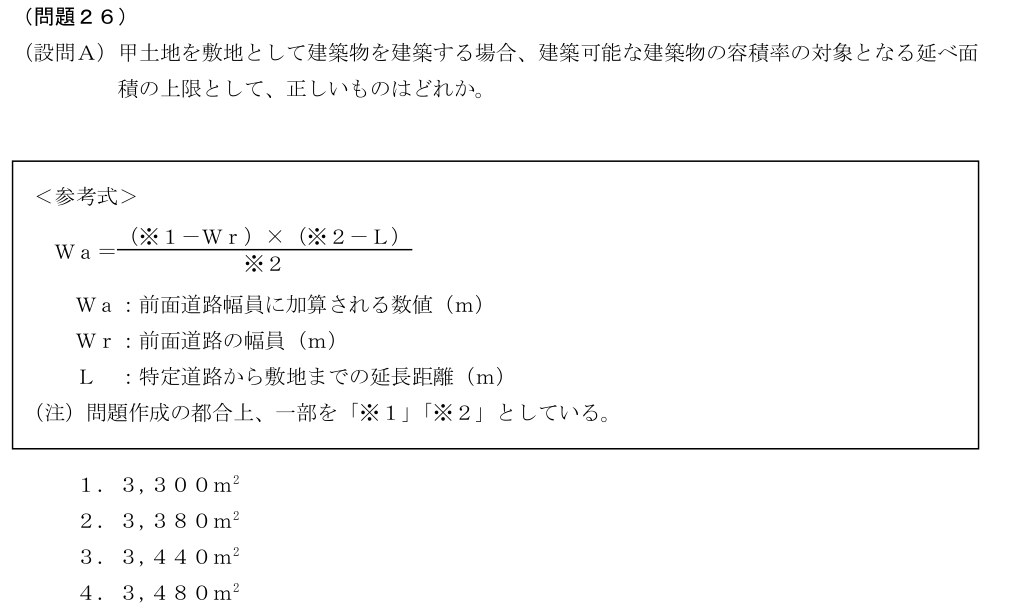 （問題２６）
（設問Ａ）甲土地を敷地として建築物を建築する場合、建築可能な建築物の容積率の対象となる延べ面
積の上限として、正しいものはどれか。
＜参考式＞
Ｗａ＝（※１－Ｗｒ）×（※２－Ｌ）
※２
Ｗａ：前面道路幅員に加算される数値（ｍ）
Ｗｒ：前面道路の幅員（ｍ）
Ｌ　：特定道路から敷地までの延長距離（ｍ）
（注）問題作成の都合上、一部を「※１」「※２」としている。
１．３，３００ｍ²
２．３，３８０ｍ²
３．３，４４０ｍ²
４．３，４８０ｍ²